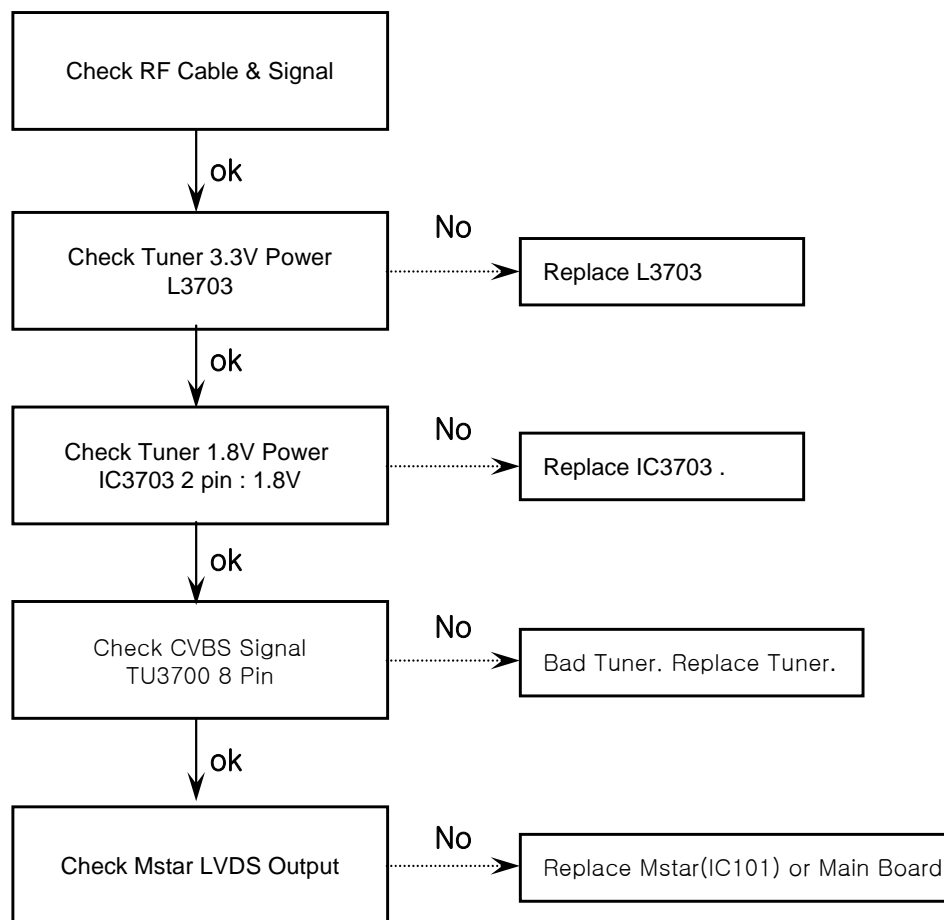 Check RF Cable & Signal
ok
Check Tuner 3.3V Power
L3703
No
Replace L3703
ok
Check Tuner 1.8V Power
IC3703 2 pin : 1.8V
No
Replace IC3703 .
ok
Check CVBS Signal
TU3700 8 Pin
No
Bad Tuner. Replace Tuner.
ok
Check Mstar LVDS Output
No
Replace Mstar(IC101) or Main Board